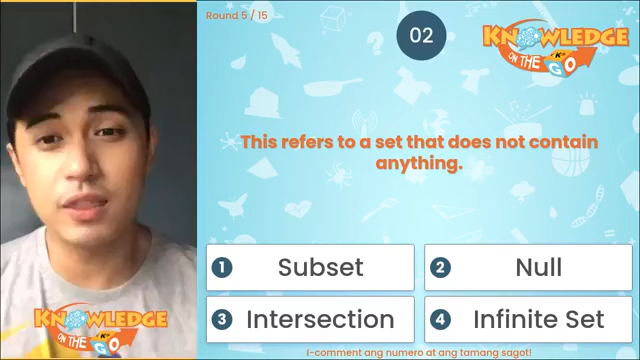 Round 5 / 15
02
KNOWLEDGE
ON THE GO
This refers to a set that does not contain
anything.
1 Subset
2 Null
3 Intersection
4 Infinite Set
KNOWLEDGE
ON THE GO
I-comment ang numero at ang tamang sagot!